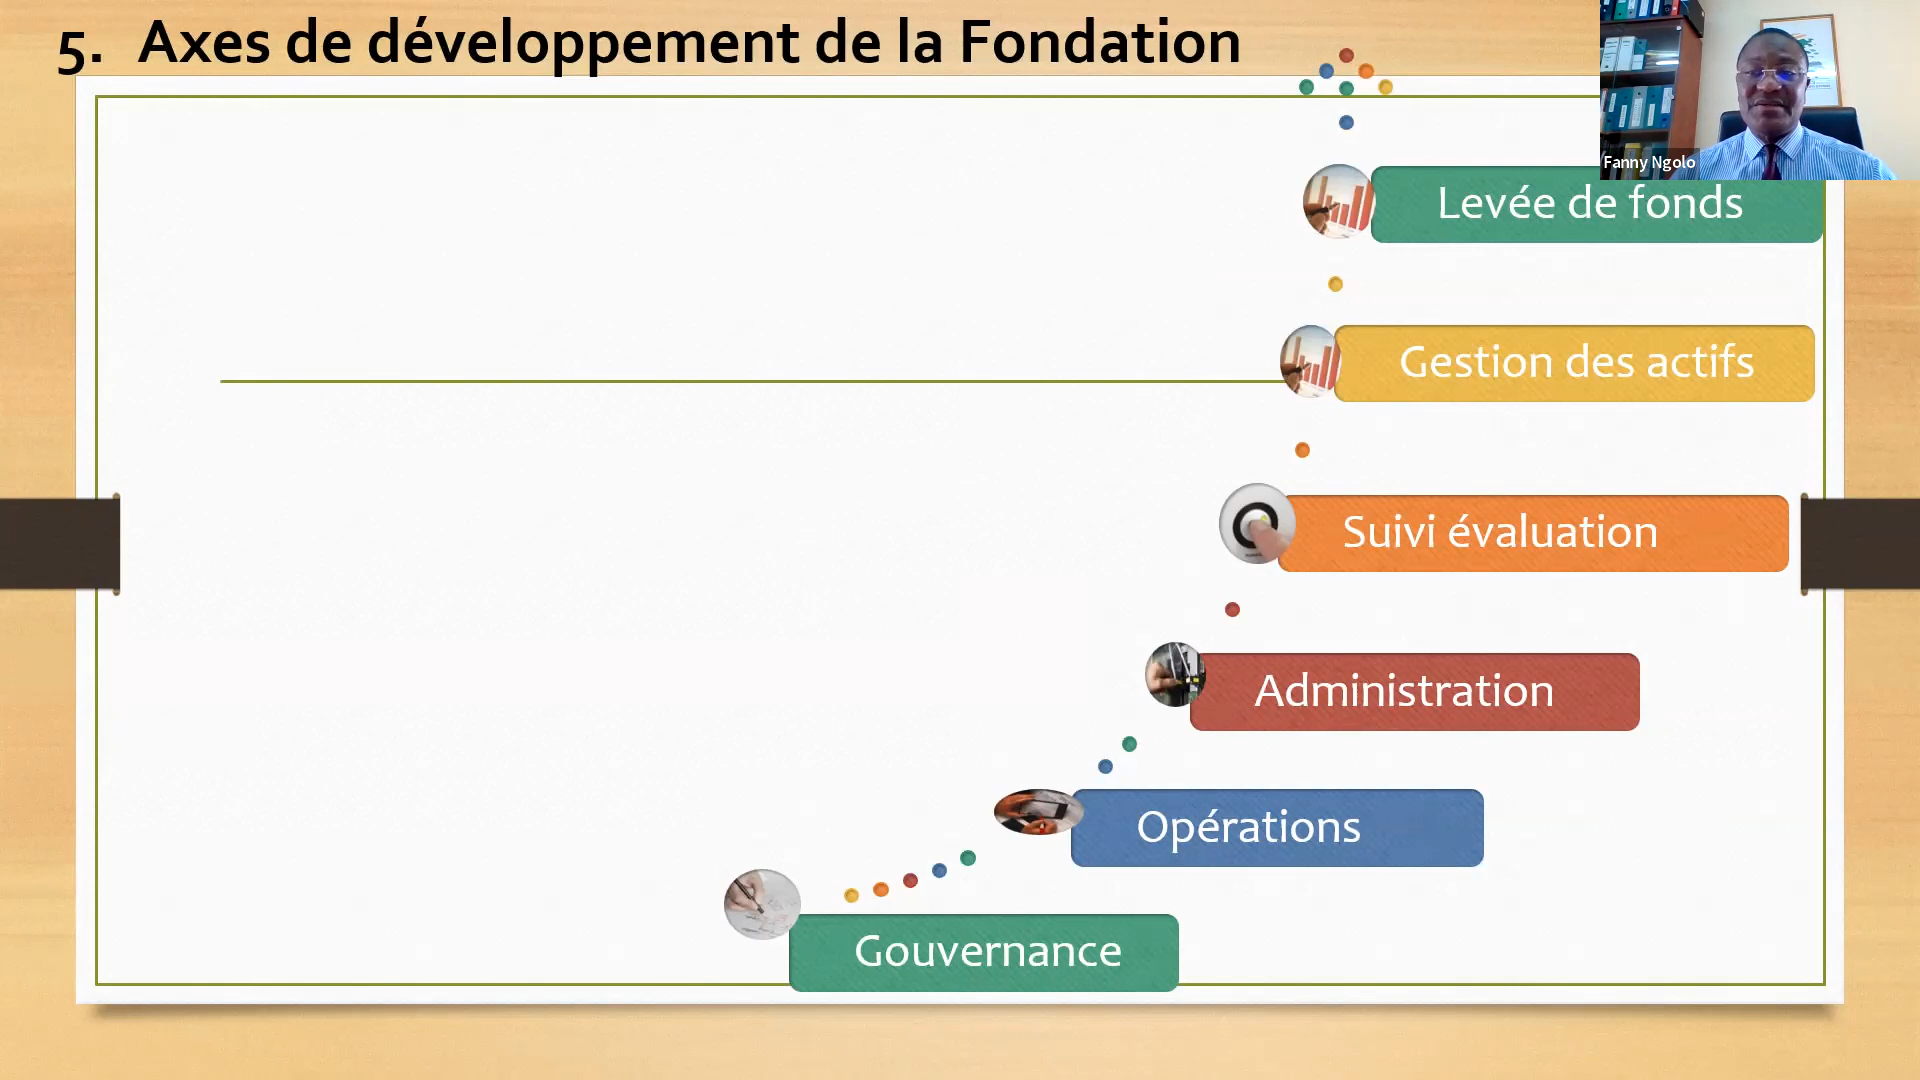 5. Axes de développement de la Fondation
Fanny Ngolo
Levée de fonds
Gestion des actifs
Suivi évaluation
Administration
Opérations
Gouvernance